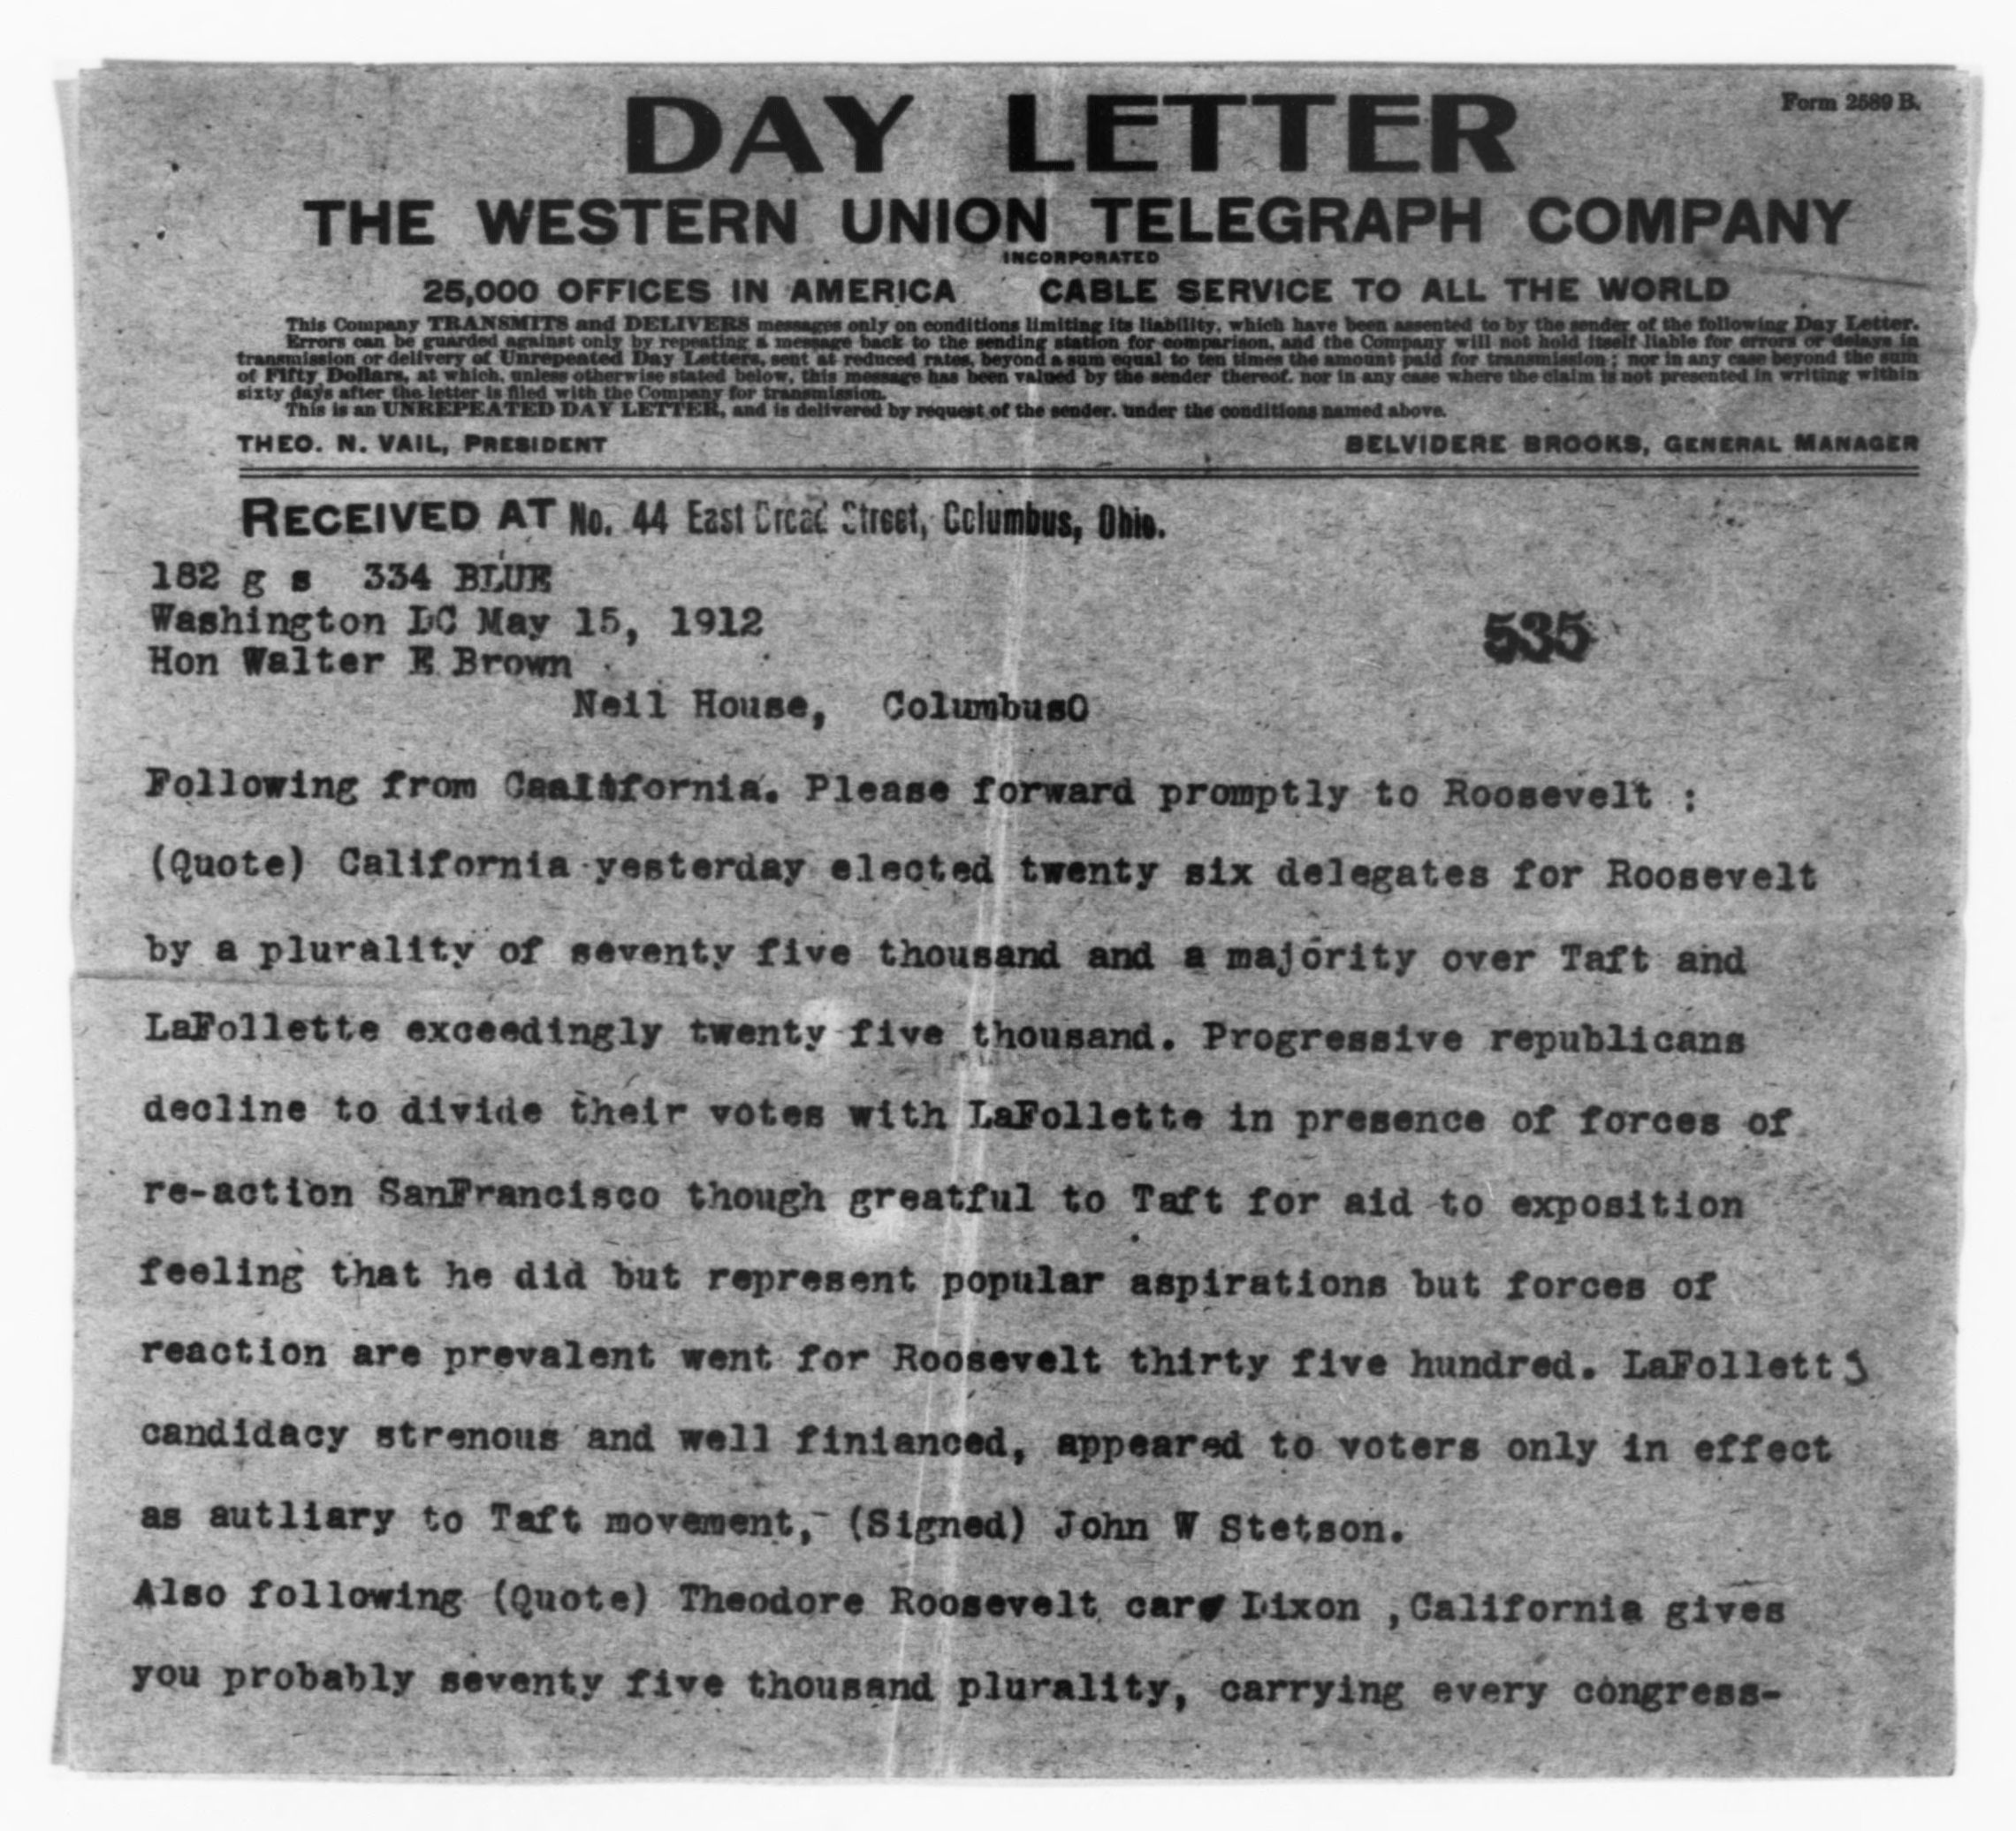 Form 2589 B.
DAY LETTER
THE WESTERN UNION TELEGRAPH COMPANY
INCORPORATED
25,000 OFFICES IN AMERICA CABLE SERVICE TO ALL THE WORLD
This Company TRANSMITS and DELIVERS messages only on conditions limiting its liability, which have been assented to by the sender of the following Day Letter.
Errors can be guarded against only by repeating a message back to the sending station for comparison, and the Company will not hold itself liable for errors or delays in
transmission or delivery of Unrepeated Day Letters, sent at reduced rates, beyond a sum equal to ten times the amount paid for transmission; nor in any case beyond the sum
of Fifty Dollars, at which, unless otherwise stated below, this message has been valued by the sender thereof, nor in any case where the claim is not presented in writing within
sixty days after the letter is filed with the Company for transmission.
This is an UNREPEATED DAY LETTER, and is delivered by request of the sender, under the conditions named above.
THEO. N. VAIL, PRESIDENT BELVIDERE BROOKS, GENERAL MANAGER
RECEIVED AT No. 44 East Broad Street, Columbus, Ohio.
182 g s 334 BLUE
Washington DC May 15, 1912
535
Hon Walter E Brown
Neil House, ColumbusO
Following from Caalifornia. Please forward promptly to Roosevelt :
(Quote) California yesterday elected twenty six delegates for Roosevelt
by a plurality of seventy five thousand and a majority over Taft and
LaFollette exceedingly twenty five thousand. Progressive republicans
decline to divide their votes with LaFollette in presence of forces of
re-action SanFrancisco though greatful to Taft for aid to exposition
feeling that he did but represent popular aspirations but forces of
reaction are prevalent went for Roosevelt thirty five hundred. LaFollett s
candidacy strenous and well finianced, appeared to voters only in effect
as autliary to Taft movement,- (Signed) John W Stetson.
Also following (Quote) Theodore Roosevelt care Dixon ,California gives
you probably seventy five thousand plurality, carrying every congress-